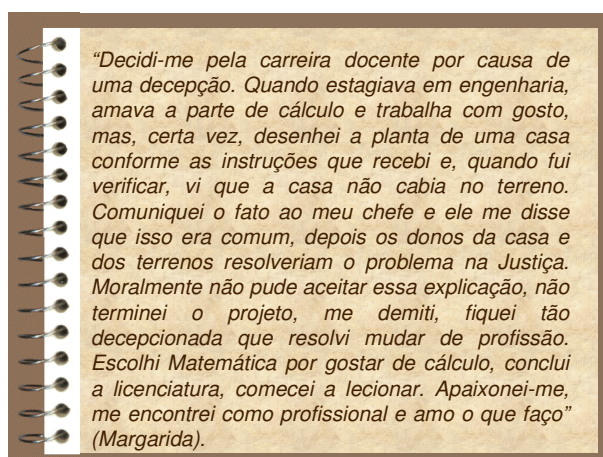 “Decidi-me pela carreira docente por causa de
uma decepção. Quando estagiava em engenharia,
amava a parte de cálculo e trabalha com gosto,
mas, certa vez, desenhei a planta de uma casa
conforme as instruções que recebi e, quando fui
verificar, vi que a casa não cabia no terreno.
Comuniquei o fato ao meu chefe e ele me disse
que isso era comum, depois os donos da casa e
dos terrenos resolveriam o problema na Justiça.
Moralmente não pude aceitar essa explicação, não
terminei o projeto, me demiti, fiquei tão
decepcionada que resolvi mudar de profissão.
Escolhi Matemática por gostar de cálculo, conclui
a licenciatura, comecei a lecionar. Apaixonei-me,
me encontrei como profissional e amo o que faço”
(Margarida).